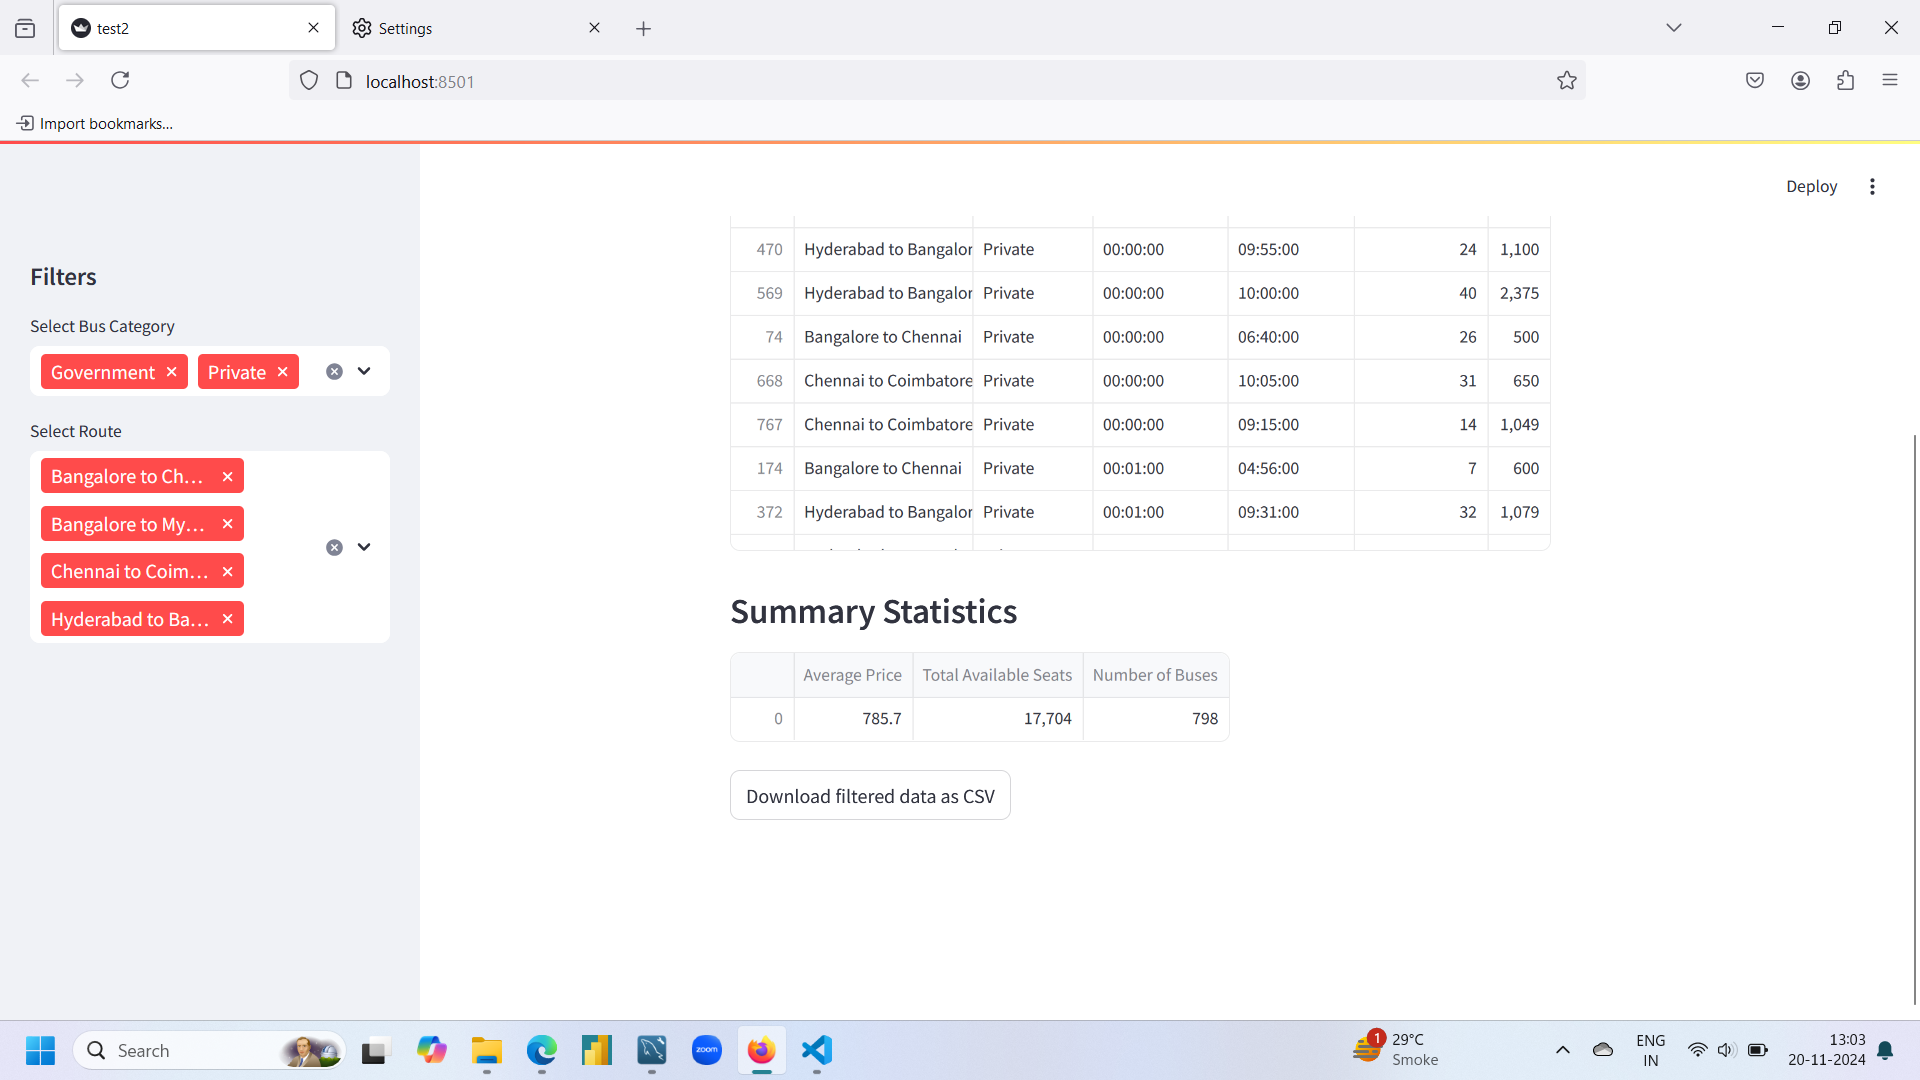 test2
Settings
localhost:8501
Import bookmarks...
Deploy
Filters
Select Bus Category
Government
Private
Select Route
Bangalore to Ch...
Bangalore to My...
Chennai to Coim...
Hyderabad to Ba...
470 Hyderabad to Bangalor Private 00:00:00 09:55:00 24 1,100
569 Hyderabad to Bangalor Private 00:00:00 10:00:00 40 2,375
74 Bangalore to Chennai Private 00:00:00 06:40:00 26 500
668 Chennai to Coimbatore Private 00:00:00 10:05:00 31 650
767 Chennai to Coimbatore Private 00:00:00 09:15:00 14 1,049
174 Bangalore to Chennai Private 00:01:00 04:56:00 7 600
372 Hyderabad to Bangalor Private 00:01:00 09:31:00 32 1,079
Summary Statistics
Average Price Total Available Seats Number of Buses
0 785.7 17,704 798
Download filtered data as CSV
Search
zoom
1
29°C
Smoke
ENG
IN
13:03
20-11-2024